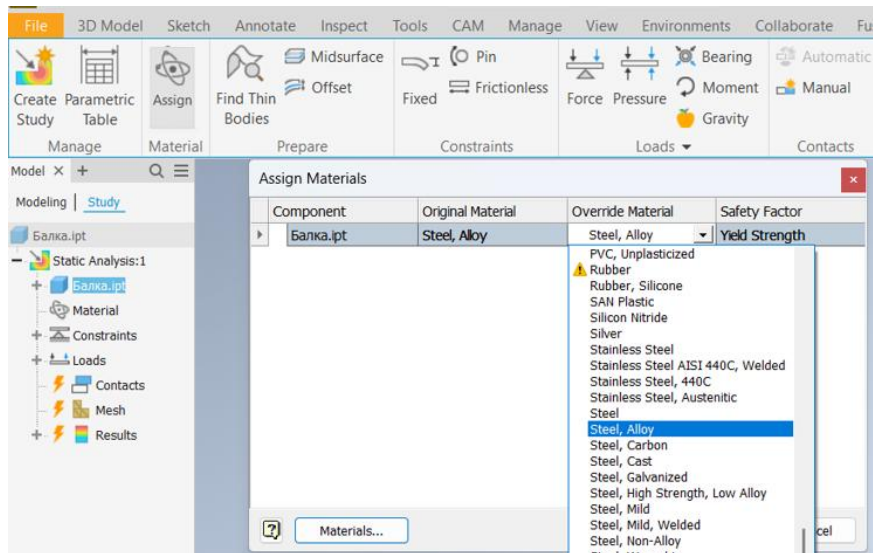 File 3D Model Sketch Annotate Inspect Tools CAM Manage View Environments Collaborate Fu
Create Study
Parametric Table
Manage
Assign
Material
Find Thin Bodies
Midsurface
Offset
Prepare
Fixed
Pin
Frictionless
Constraints
Force
Pressure
Bearing
Moment
Gravity
Loads
Automatic
Manual
Contacts
Model × +
Modeling | Study
Балка.ipt
Static Analysis:1
Балка.ipt
Material
Constraints
Loads
Contacts
Mesh
Results
Assign Materials
Component Original Material Override Material Safety Factor
Балка.ipt Steel, Alloy Steel, Alloy Yield Strength
PVC, Unplasticized
Rubber
Rubber, Silicone
SAN Plastic
Silicon Nitride
Silver
Stainless Steel
Stainless Steel AISI 440C, Welded
Stainless Steel, 440C
Stainless Steel, Austenitic
Steel
Steel, Alloy
Steel, Carbon
Steel, Cast
Steel, Galvanized
Steel, High Strength, Low Alloy
Steel, Mild
Steel, Mild, Welded
Steel, Non-Alloy
Materials...
cel